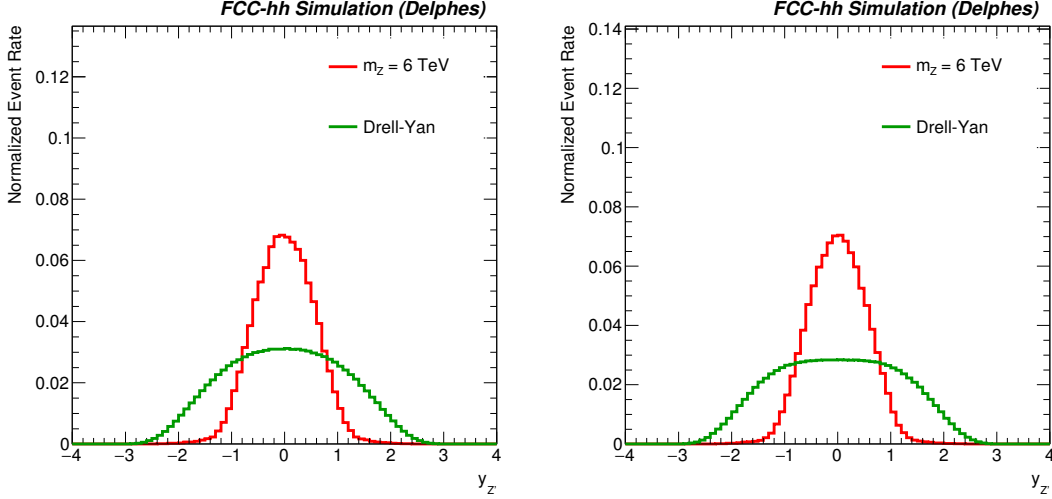 FCC-hh Simulation (Delphes)
Normalized Event Rate
0.12
0.1
0.08
0.06
0.04
0.02
0
m_Z = 6 TeV
Drell-Yan
−4 −3 −2 −1 0 1 2 3 4
y_Z'
FCC-hh Simulation (Delphes)
Normalized Event Rate
0.14
0.12
0.1
0.08
0.06
0.04
0.02
0
m_Z = 6 TeV
Drell-Yan
−4 −3 −2 −1 0 1 2 3 4
y_Z'